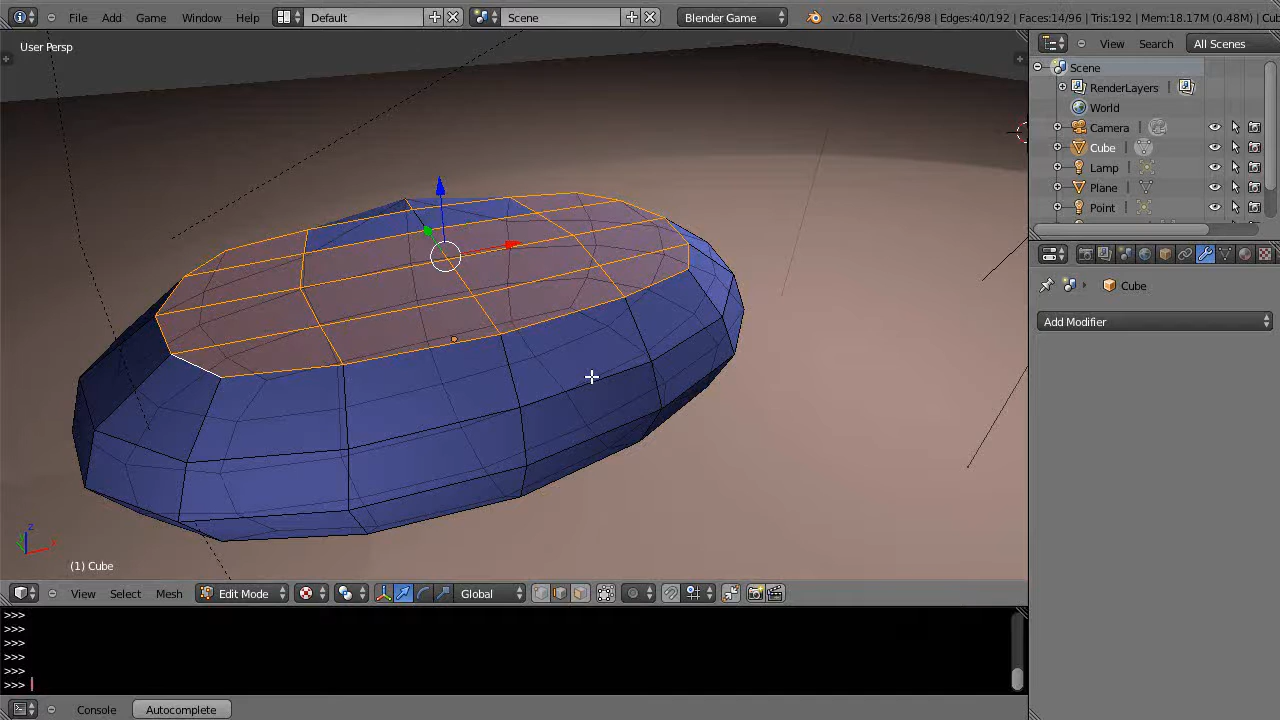 File Add Game Window Help Default Scene Blender Game v2.68 | Verts:26/98 | Edges:40/192 | Faces:14/96 | Tris:192 | Mem:18.17M (0.48M) | Cu
User Persp
View Search All Scenes
Scene
RenderLayers
World
Camera
Cube
Lamp
Plane
Point
Cube
Add Modifier
z
(1) Cube
View Select Mesh Edit Mode Global
>>>
>>>
>>>
>>>
>>>
>>>
Console Autocomplete